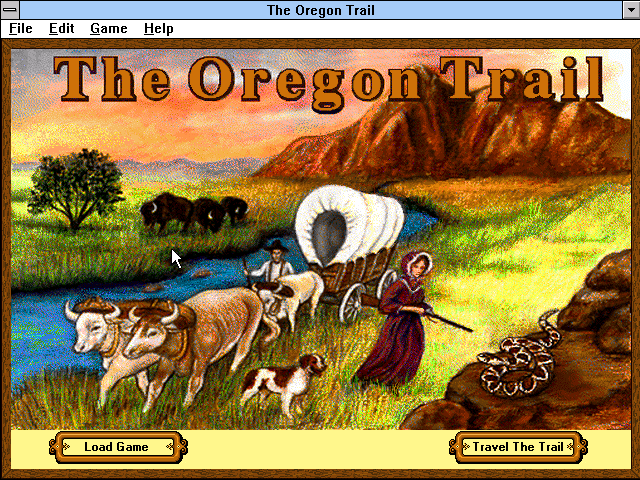 The Oregon Trail
File Edit Game Help
The Oregon Trail
Load Game
Travel The Trail